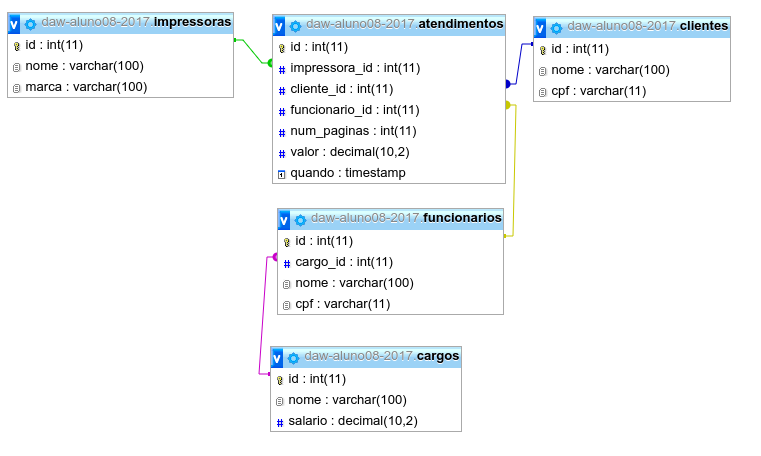 daw-aluno08-2017.impressoras
id : int(11)
nome : varchar(100)
marca : varchar(100)
daw-aluno08-2017.atendimentos
id : int(11)
impressora_id : int(11)
cliente_id : int(11)
funcionario_id : int(11)
num_paginas : int(11)
valor : decimal(10,2)
quando : timestamp
daw-aluno08-2017.clientes
id : int(11)
nome : varchar(100)
cpf : varchar(11)
daw-aluno08-2017.funcionarios
id : int(11)
cargo_id : int(11)
nome : varchar(100)
cpf : varchar(11)
daw-aluno08-2017.cargos
id : int(11)
nome : varchar(100)
salario : decimal(10,2)